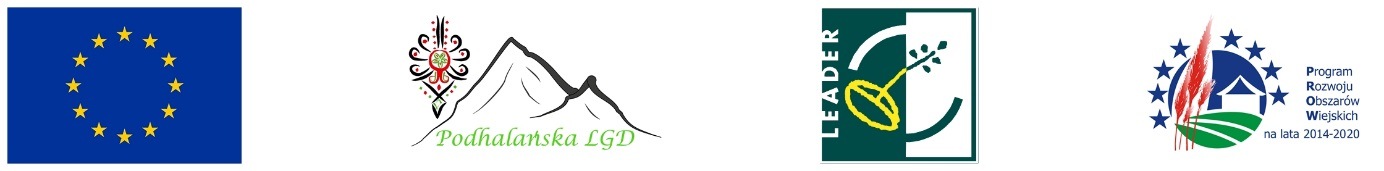 Podhalańska LGD
LEADER
Program
Rozwoju
Obszarów
Wiejskich
na lata 2014-2020